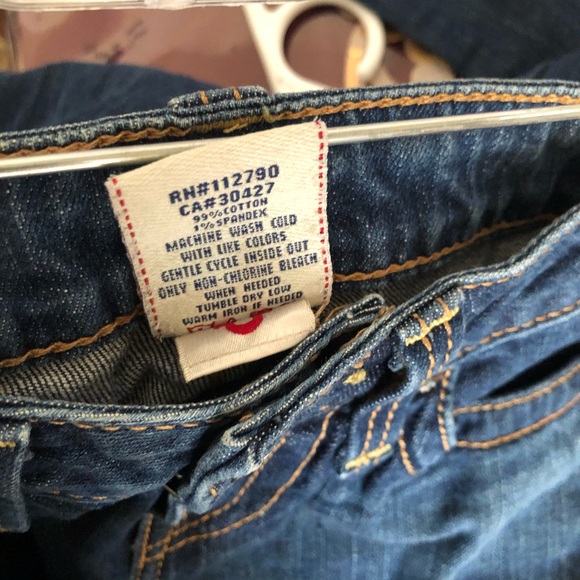 RN#112790
CA#30427
99%COTTON
1%SPANDEX
MACHINE WASH COLD
WITH LIKE COLORS
GENTLE CYCLE INSIDE OUT
ONLY NON-CHLORINE BLEACH
WHEN NEEDED
TUMBLE DRY LOW
WARM IRON IF NEEDED